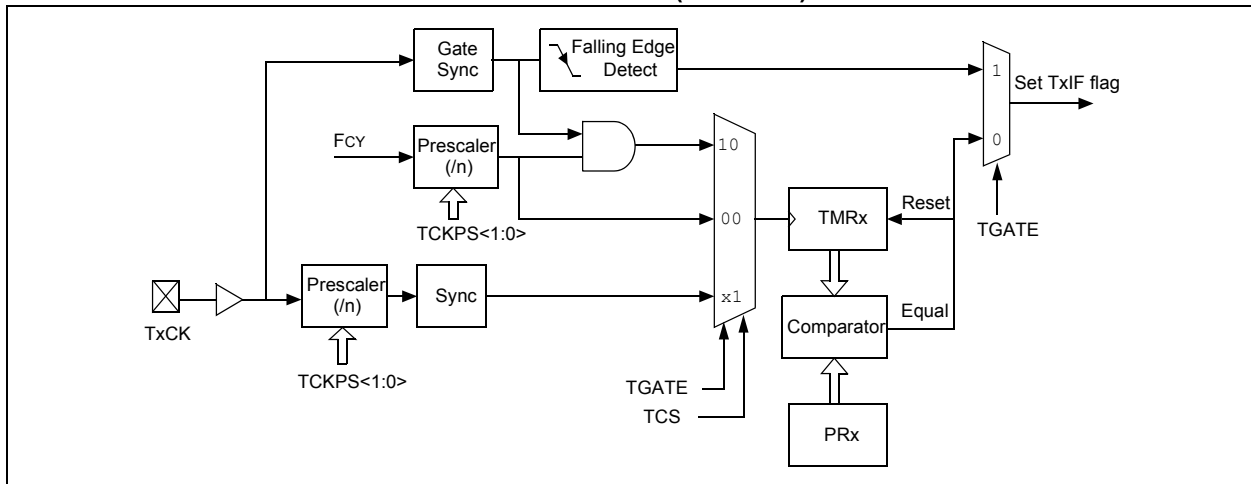 Gate
Sync
Falling Edge
Detect
1
Set TxIF flag
0
TGATE
FCY
Prescaler
(/n)
TCKPS<1:0>
10
00
x1
TMRx
Reset
Prescaler
(/n)
Sync
TxCK
TCKPS<1:0>
Comparator
Equal
TGATE
TCS
PRx